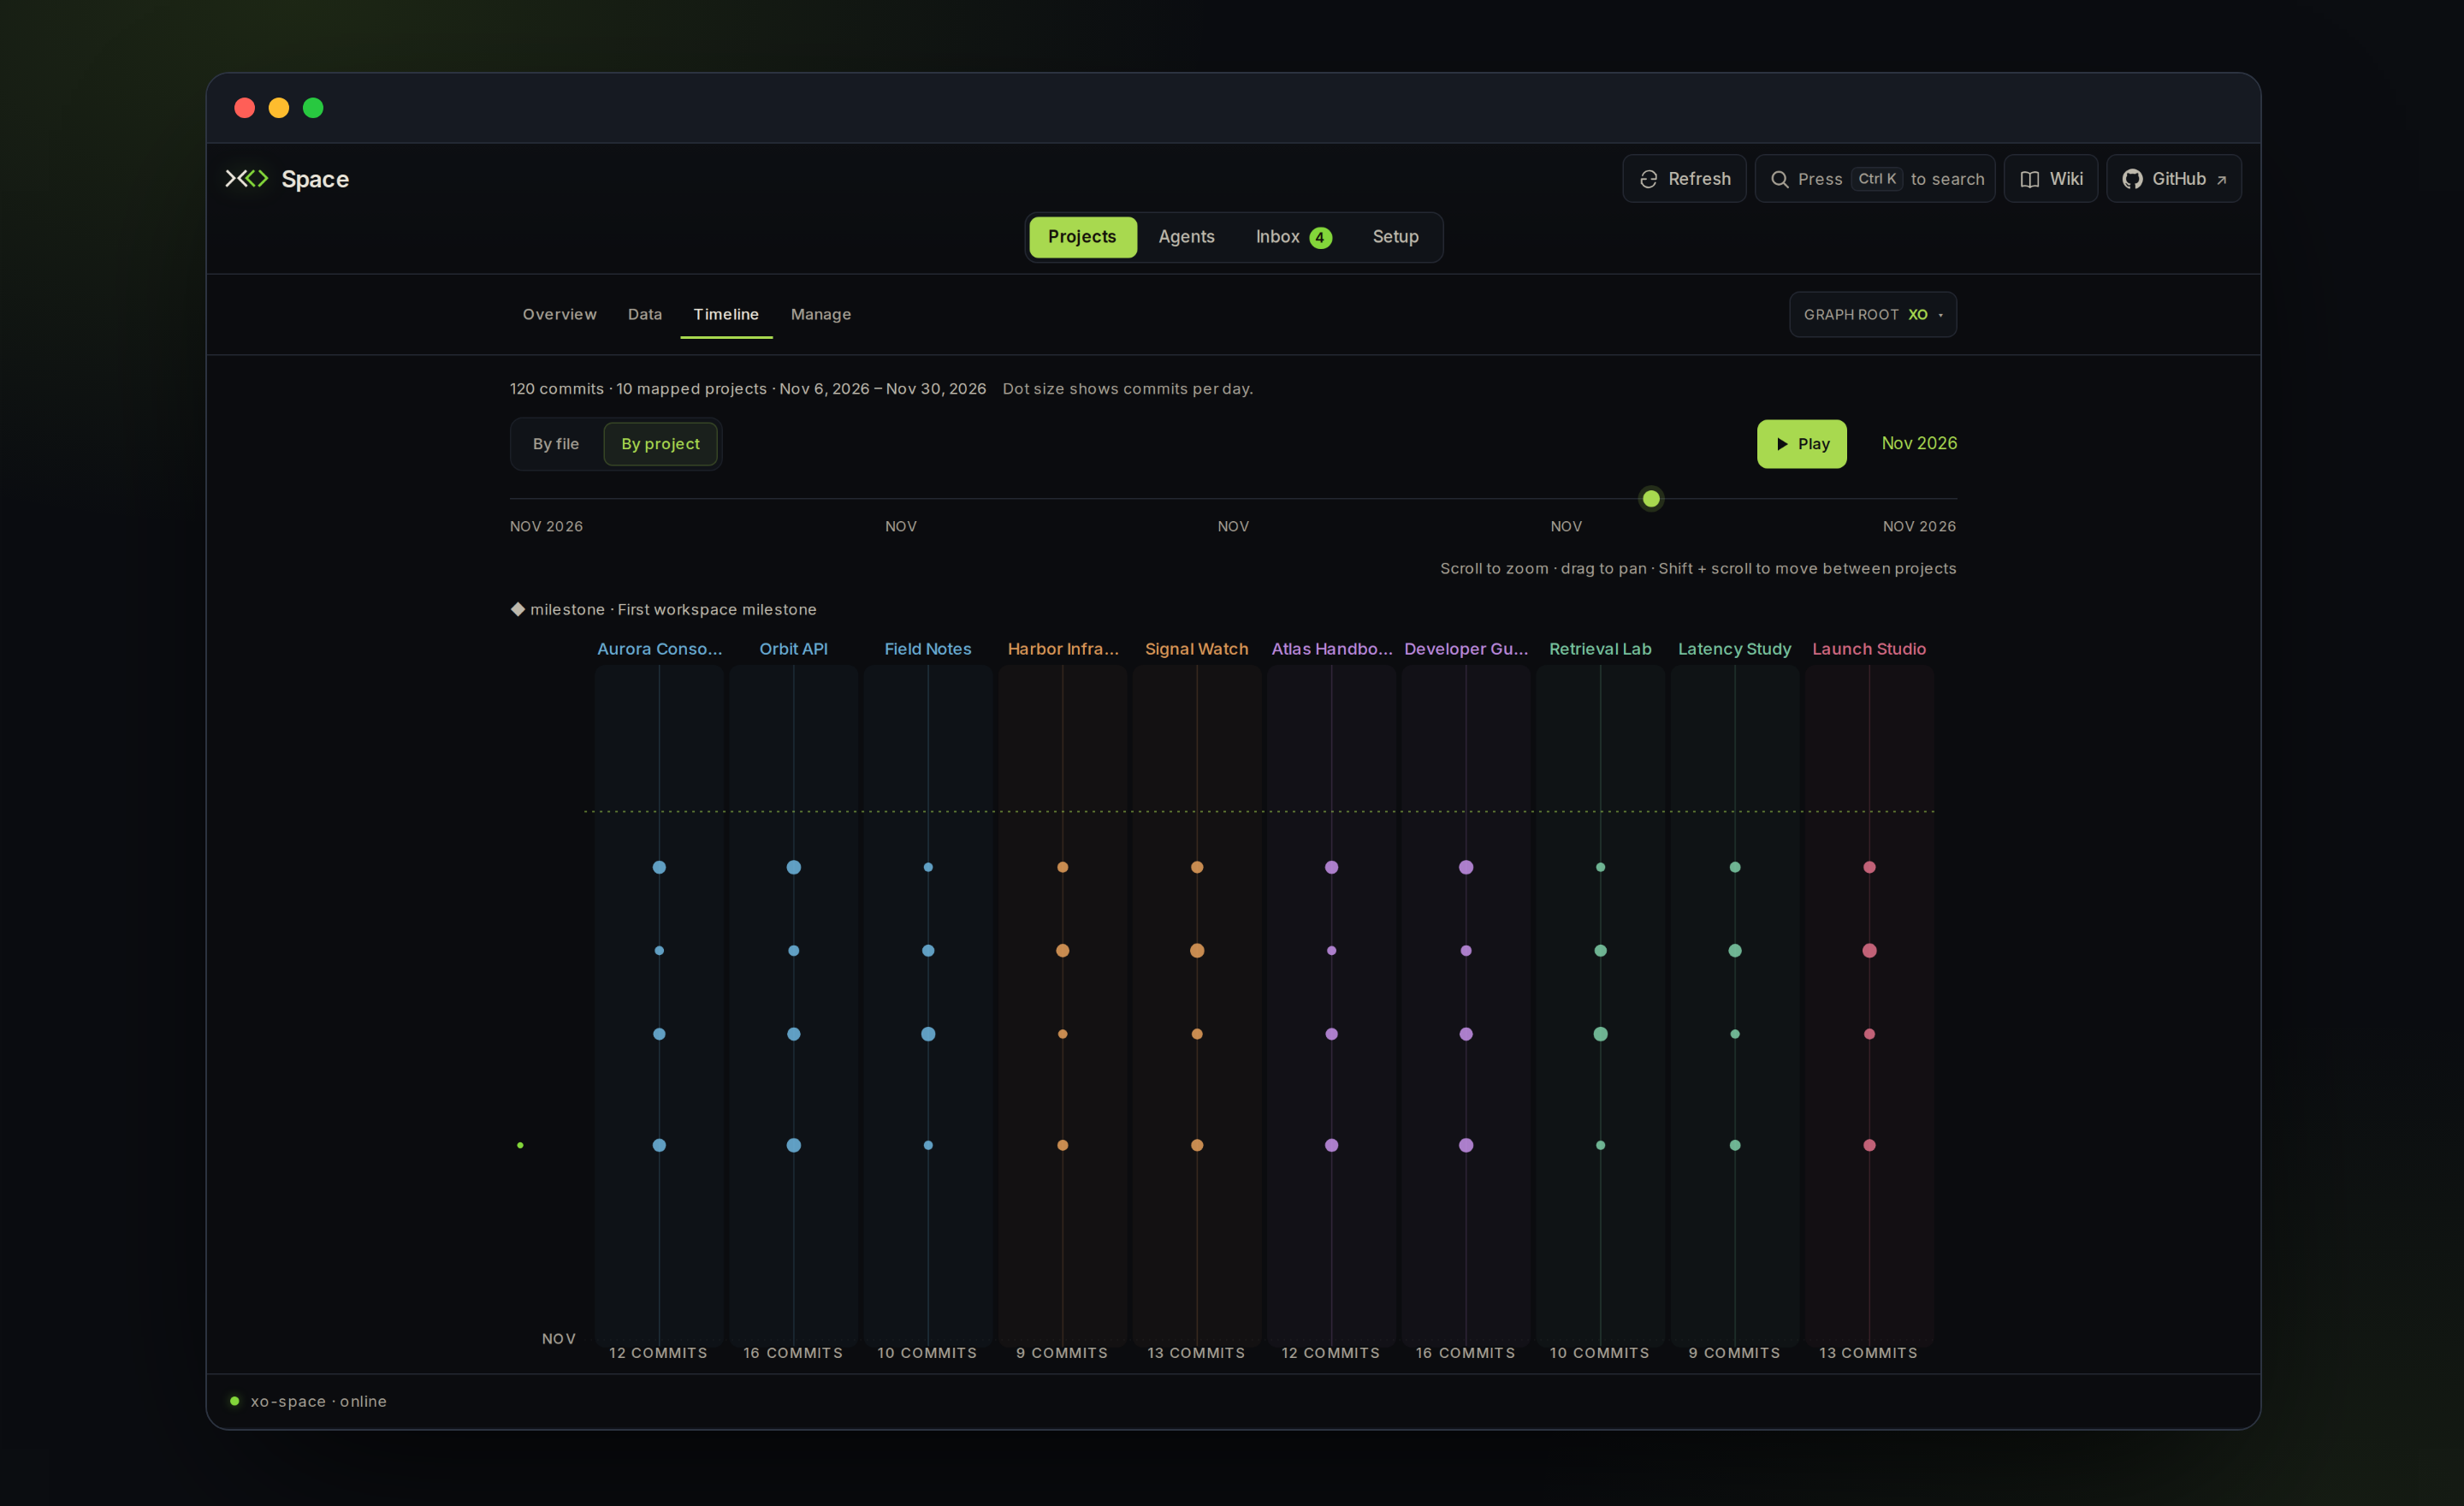 Space
Refresh
Press Ctrl K to search
Wiki
GitHub
Projects
Agents
Inbox 4
Setup
Overview
Data
Timeline
Manage
GRAPH ROOT XO
120 commits · 10 mapped projects · Nov 6, 2026 – Nov 30, 2026 Dot size shows commits per day.
By file
By project
Play
Nov 2026
NOV 2026
NOV
NOV
NOV
NOV 2026
Scroll to zoom · drag to pan · Shift + scroll to move between projects
milestone · First workspace milestone
Aurora Conso...
Orbit API
Field Notes
Harbor Infra...
Signal Watch
Atlas Handbo...
Developer Gu...
Retrieval Lab
Latency Study
Launch Studio
NOV
12 COMMITS
16 COMMITS
10 COMMITS
9 COMMITS
13 COMMITS
12 COMMITS
16 COMMITS
10 COMMITS
9 COMMITS
13 COMMITS
xo-space · online